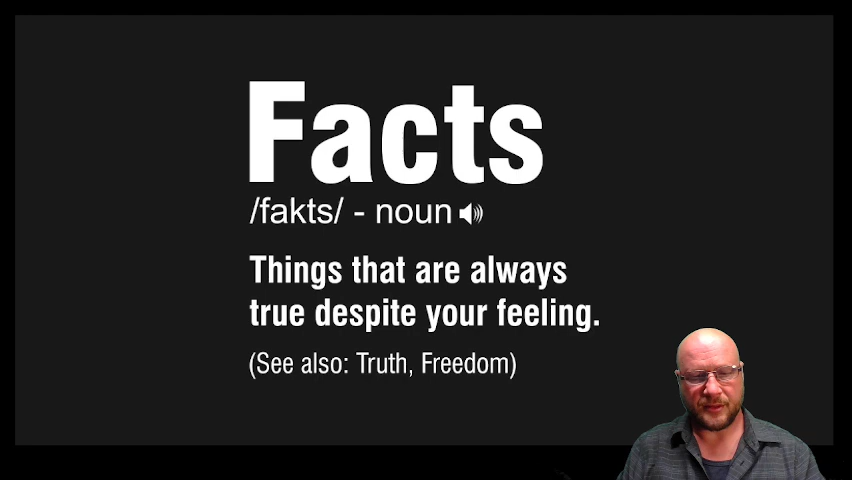 Facts
/fakts/ - noun
Things that are always
true despite your feeling.
(See also: Truth, Freedom)